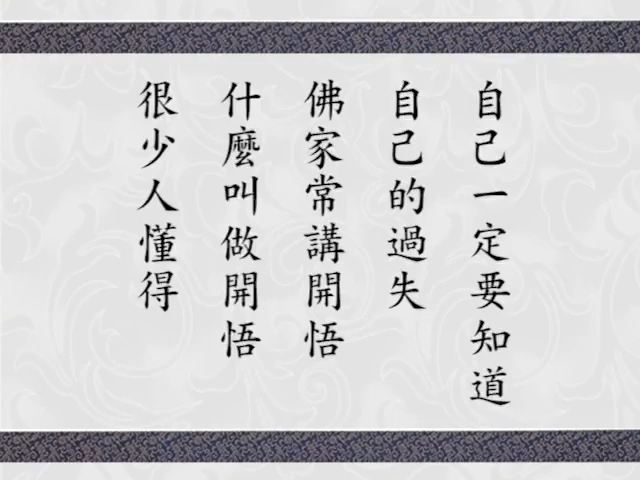 自己一定要知道
自己的過失
佛家常講開悟
什麼叫做開悟
很少人懂得